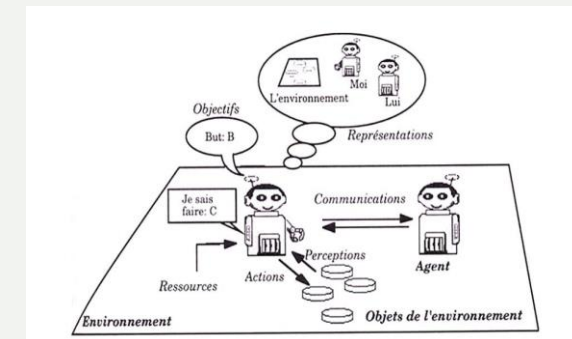 L'environnement
Moi
Lui
Objectifs
But: B
Représentations
Je sais
faire: C
Communications
Perceptions
Agent
Ressources
Actions
Environnement
Objets de l'environnement